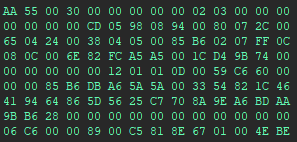 AA 55 00 30 00 00 00 00 00 02 03 00 00 00
00 00 00 00 CD 05 98 08 94 00 80 07 2C 00
65 04 24 00 38 04 05 00 85 B6 02 07 FF 0C
08 0C 00 6E 82 FC A5 A5 00 1C D4 9B 74 00
00 00 00 00 00 12 01 01 0D 00 59 C6 60 00
00 00 85 B6 DB A6 5A 5A 00 33 54 82 1C 46
41 94 64 86 5D 56 25 C7 70 8A 9E A6 BD AA
9B B6 28 00 00 00 00 00 00 00 00 00 00 00
06 C6 00 00 89 00 C5 81 8E 67 01 00 4E BE